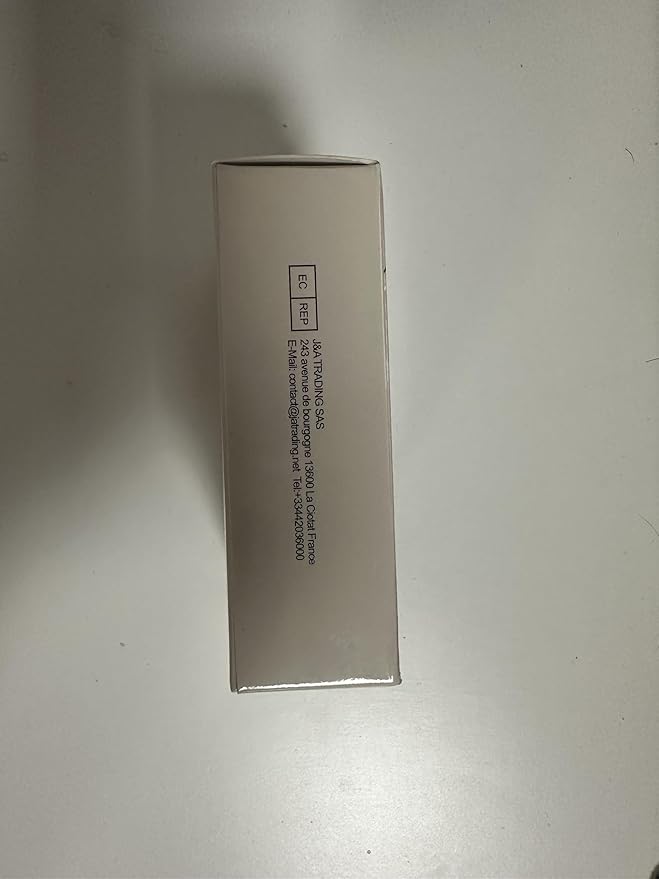 EC REP
J&A TRADING SAS
243 avenue de bourgogne 13600 La Ciotat France
E-Mail: contact@jatrading.net Tel:+33442036000